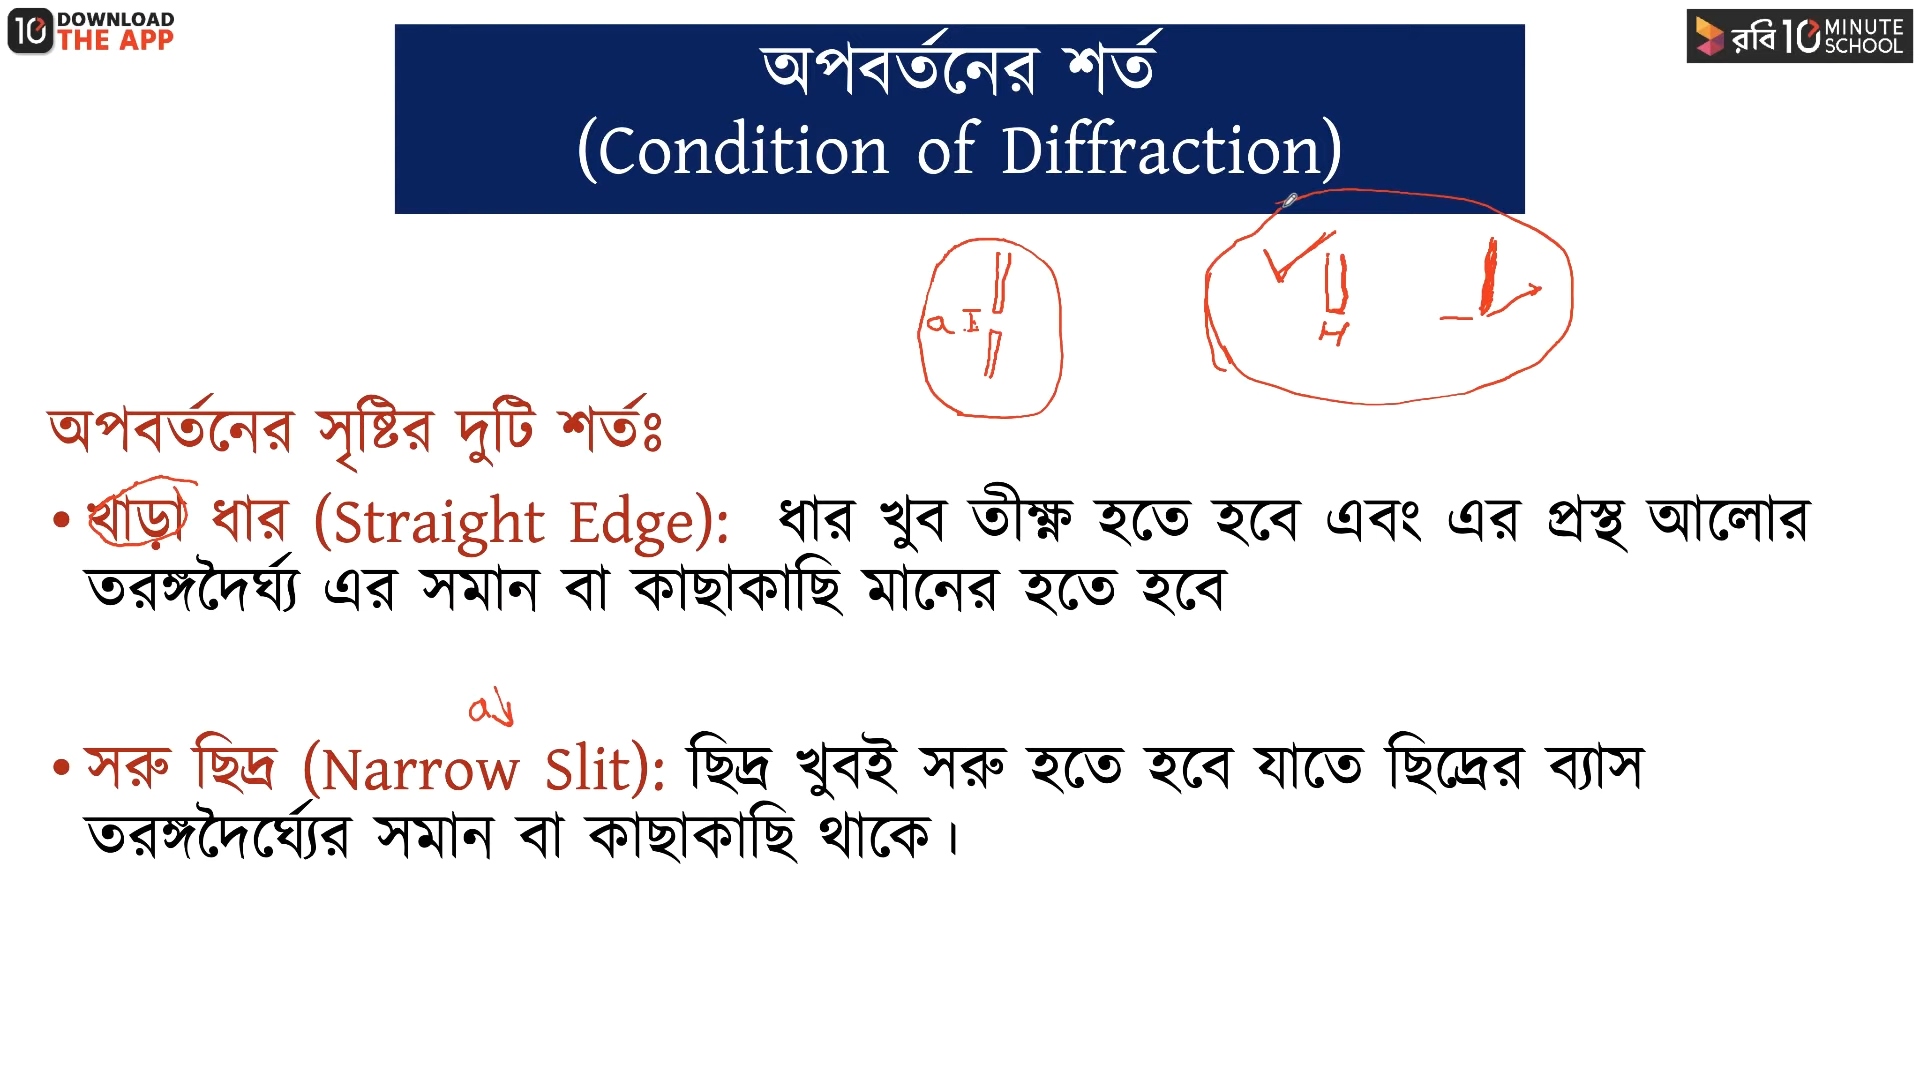 DOWNLOAD
THE APP
রবি 10 MINUTE SCHOOL
অপবর্তনের শর্ত
(Condition of Diffraction)
a
অপবর্তনের সৃষ্টির দুটি শর্তঃ
• খাড়া ধার (Straight Edge): ধার খুব তীক্ষ্ণ হতে হবে এবং এর প্রস্থ আলোর
তরঙ্গদৈর্ঘ্য এর সমান বা কাছাকাছি মানের হতে হবে
a
• সরু ছিদ্র (Narrow Slit): ছিদ্র খুবই সরু হতে হবে যাতে ছিদ্রের ব্যাস
তরঙ্গদৈর্ঘ্যের সমান বা কাছাকাছি থাকে।